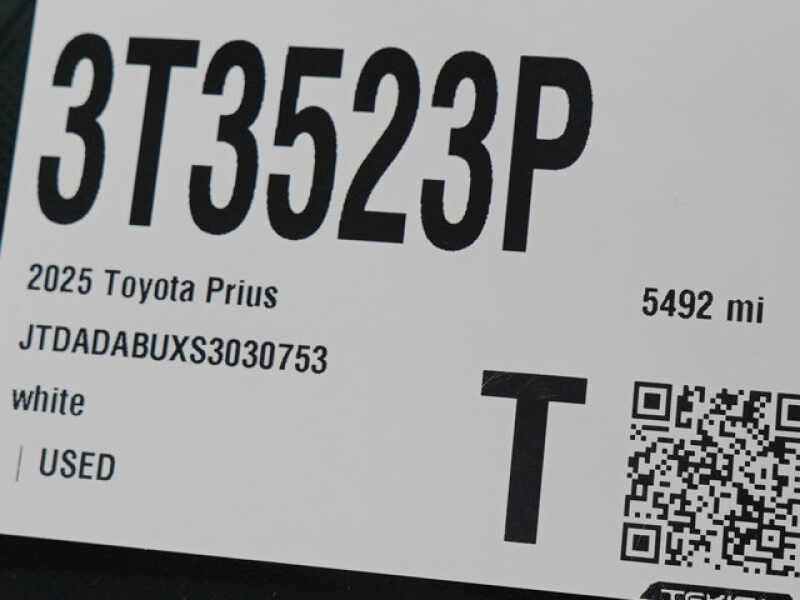 3T3523P
2025 Toyota Prius
5492 mi
JTDADABUXS3030753
white
| USED
T